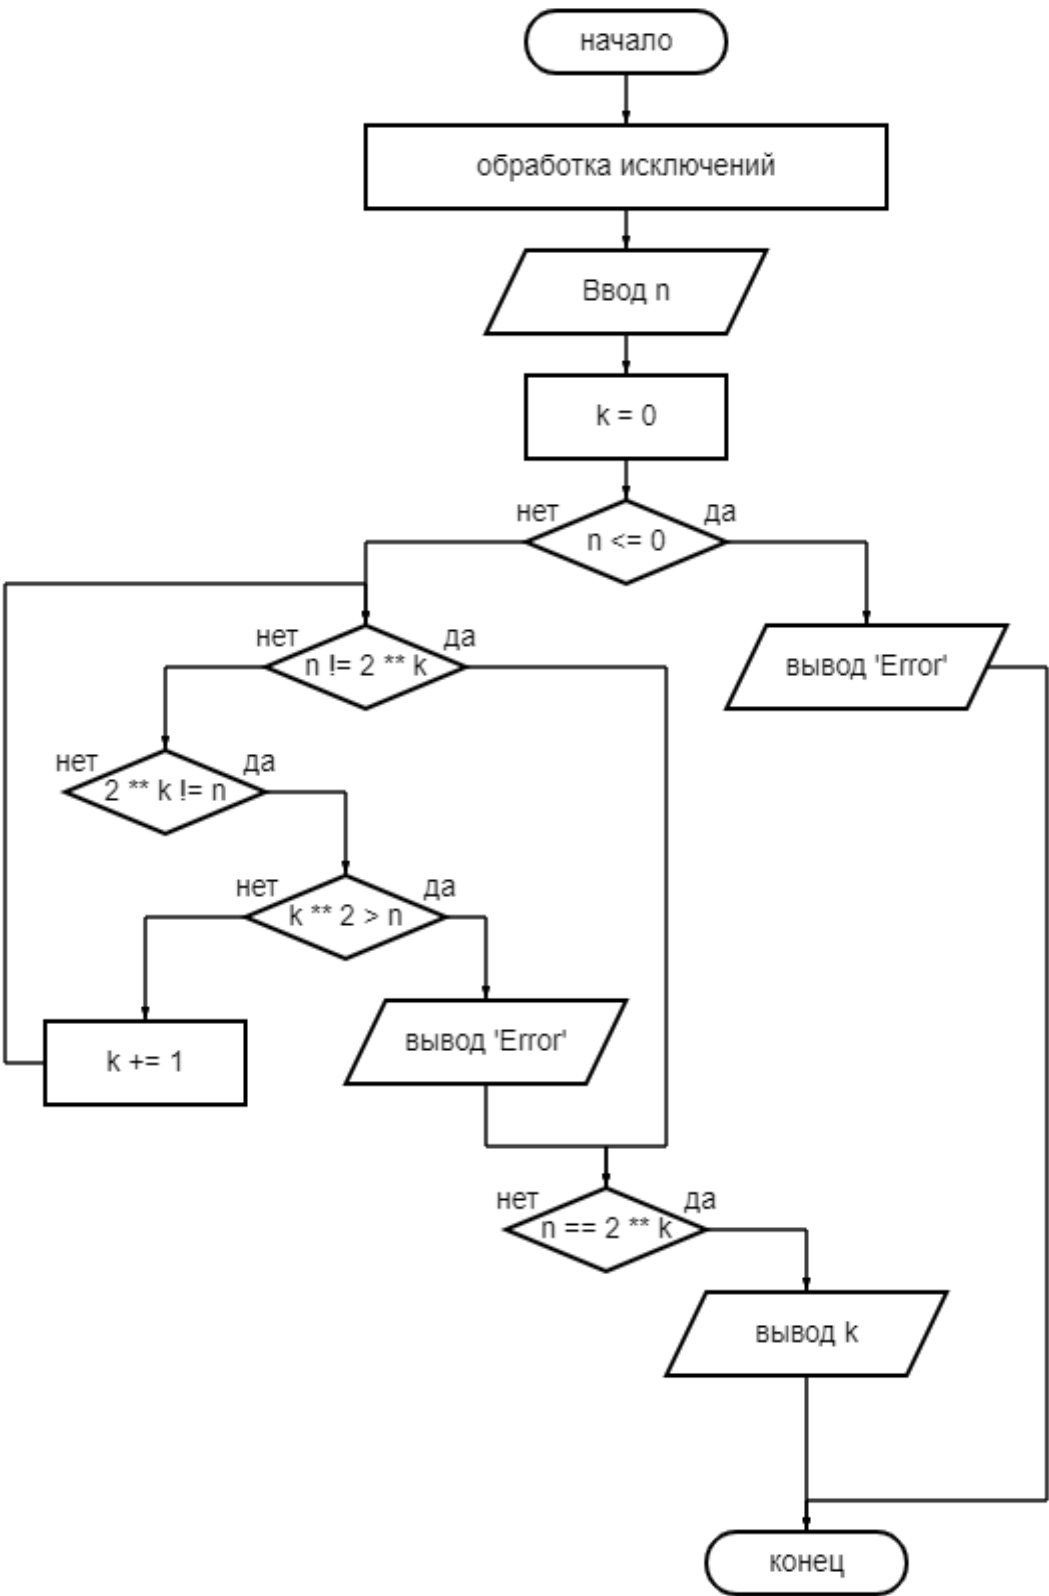 начало
обработка исключений
Ввод n
k = 0
нет
да
n <= 0
нет
да
n != 2 ** k
вывод 'Error'
нет
да
2 ** k != n
нет
да
k ** 2 > n
k += 1
вывод 'Error'
нет
да
n == 2 ** k
вывод k
конец